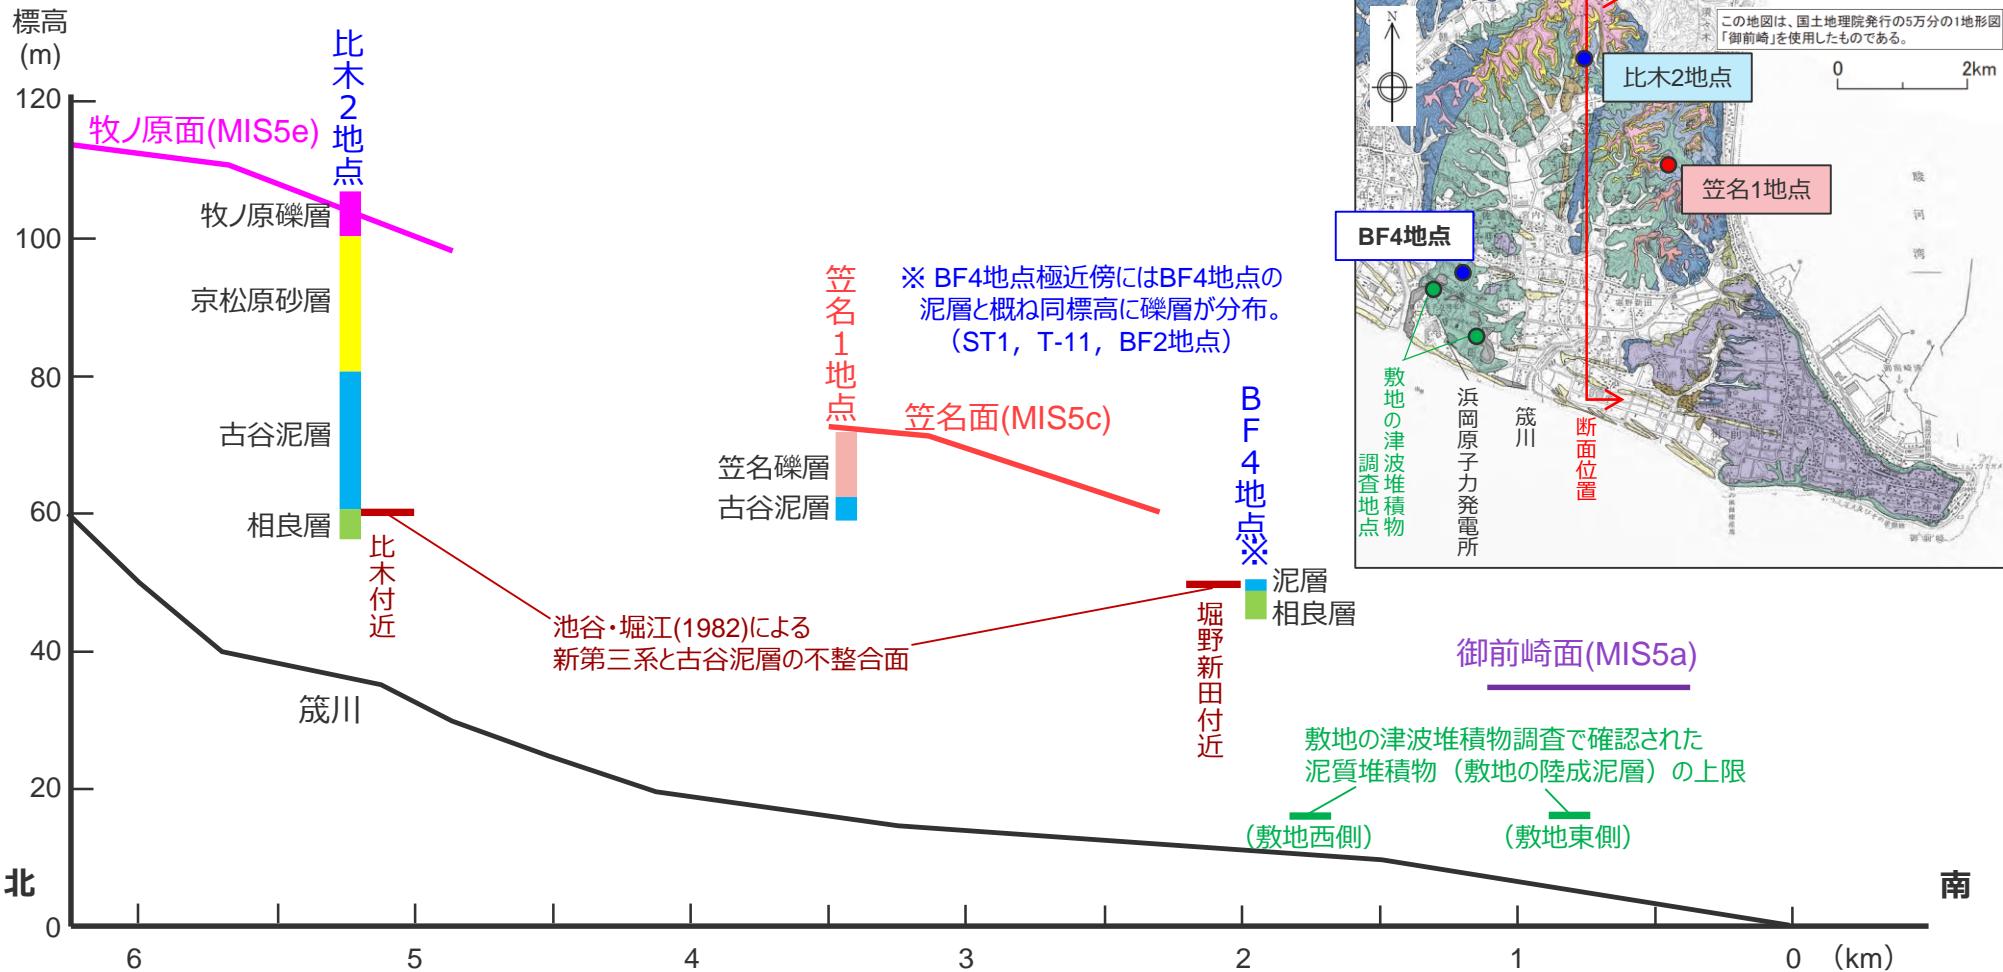 標高
(m)
120
100
80
60
40
20
0
北
南
6
5
4
3
2
1
0
(km)
牧ノ原面(MIS5e)
比木2地点
牧ノ原礫層
京松原砂層
古谷泥層
相良層
比木付近
筬川
笠名1地点
笠名面(MIS5c)
笠名礫層
古谷泥層
※ BF4地点極近傍にはBF4地点の
泥層と概ね同標高に礫層が分布。
(ST1, T-11, BF2地点)
BF4地点※
泥層
相良層
堀野新田付近
池谷・堀江(1982)による
新第三系と古谷泥層の不整合面
御前崎面(MIS5a)
敷地の津波堆積物調査で確認された
泥質堆積物(敷地の陸成泥層)の上限
(敷地西側)
(敷地東側)
この地図は、国土地理院発行の5万分の1地形図
「御前崎」を使用したものである。
N
0
2km
比木2地点
笠名1地点
BF4地点
駿河湾
敷地の津波堆積物
調査地点
浜岡原子力発電所
筬川
断面位置